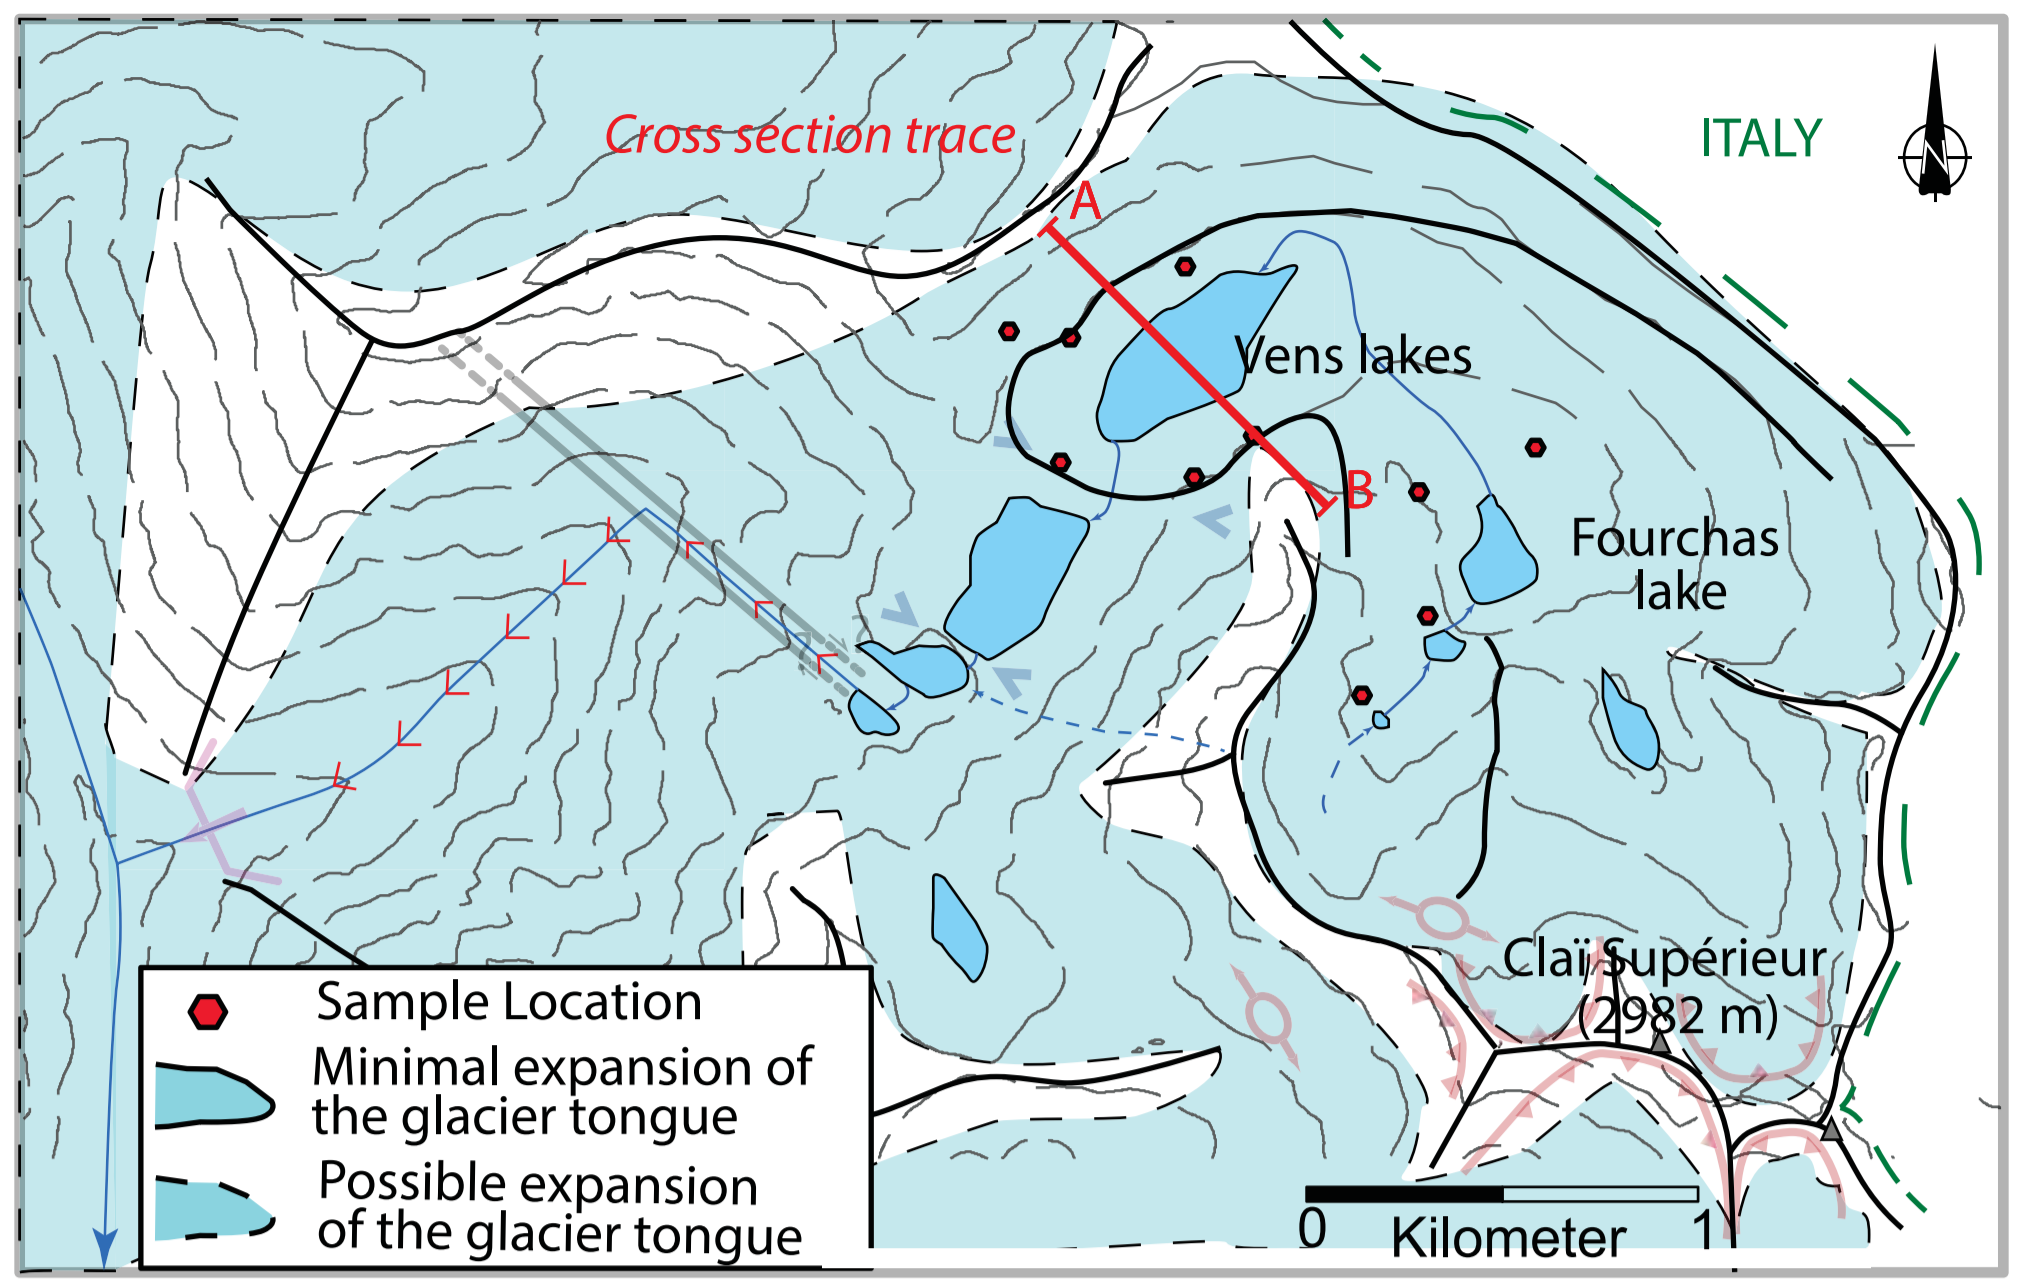 Cross section trace
ITALY
N
A
Vens lakes
B
Fourchas
lake
Claï Supérieur
(2982 m)
Sample Location
Minimal expansion of
the glacier tongue
Possible expansion
of the glacier tongue
0 1
Kilometer